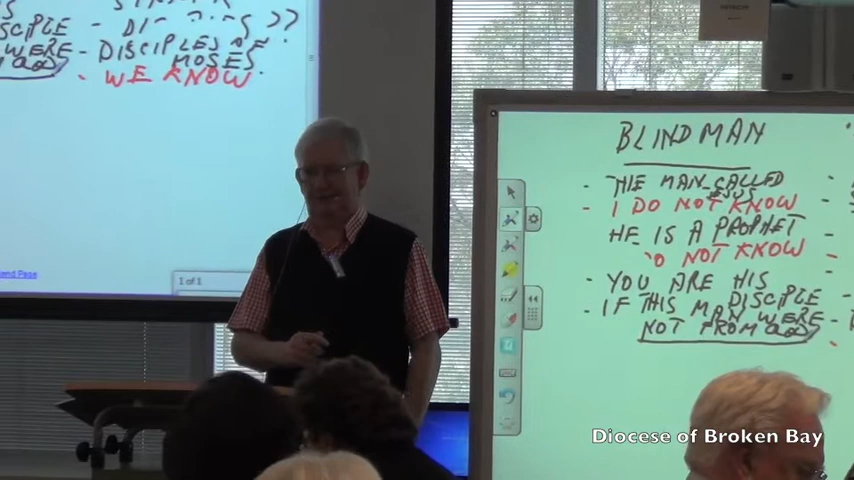 DISCIPLE
WERE
- DISCIPLES OF
MOSES
· WE KNOW.
1 of 1
HITACHI
BLINDMAN
· THE MAN CALLED
JESUS
· I DO NOT KNOW
HE IS A PROPHET
DO NOT KNOW
· YOU ARE HIS
DISCIPLE
· IF THIS MAN WERE
NOT FROM GOD
Diocese of Broken Bay